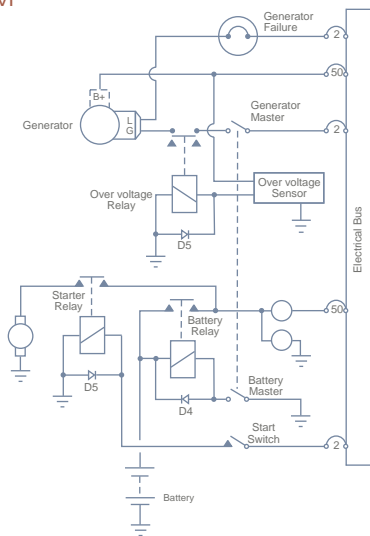 Generator
Failure
2
50
B+
L
G
Generator
Generator
Master
2
Over voltage
Relay
Over voltage
Sensor
D5
Electrical Bus
Starter
Relay
Battery
Relay
50
D5
D4
Battery
Master
Start
Switch
2
Battery